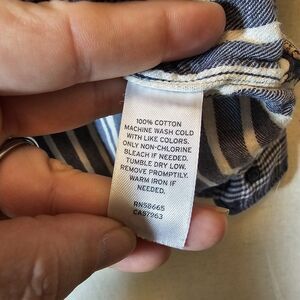 100% COTTON
MACHINE WASH COLD
WITH LIKE COLORS.
ONLY NON-CHLORINE
BLEACH IF NEEDED.
TUMBLE DRY LOW.
REMOVE PROMPTLY.
WARM IRON IF
NEEDED.
RN58665
CA57963